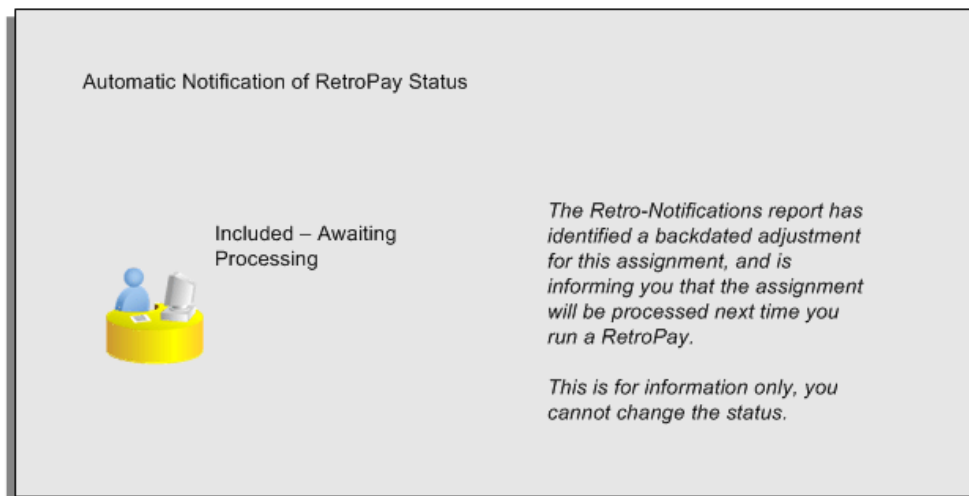 Automatic Notification of RetroPay Status
Included – Awaiting
Processing
The Retro-Notifications report has
identified a backdated adjustment
for this assignment, and is
informing you that the assignment
will be processed next time you
run a RetroPay.
This is for information only, you
cannot change the status.